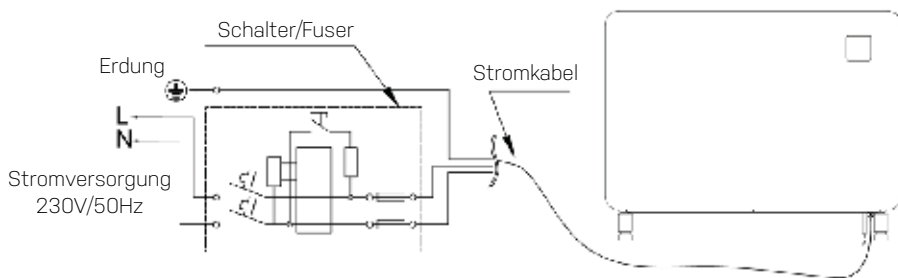 Schalter/Fuser
Erdung
Stromkabel
L
N
Stromversorgung
230V/50Hz